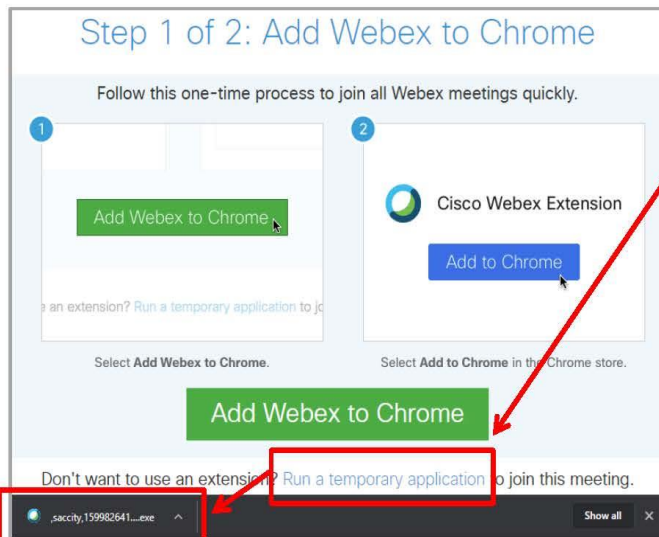 Step 1 of 2: Add Webex to Chrome
Follow this one-time process to join all Webex meetings quickly.
1
Add Webex to Chrome
an extension? Run a temporary application to jo
Select Add Webex to Chrome.
2
Cisco Webex Extension
Add to Chrome
Select Add to Chrome in the Chrome store.
Add Webex to Chrome
Don't want to use an extension? Run a temporary application to join this meeting.
,saccity,159982641....exe
Show all